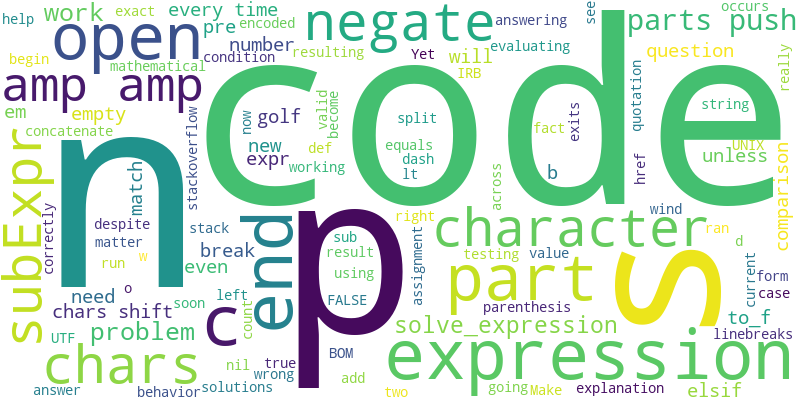 help
exact
occurs
work
every time
pre
encoded
negate
answering
see
parts push
begin
open
number
resulting
condition
evaluating
question
mathematical
amp amp
Yet
will
IRB
really
em
empty
stackoverflow
now
golf
valid
become
split
fact
exits
quotation
string
concatenate
code
new
def
equals
unless
UNIX
subExpr
n
match
expr
working
dash
lt
b
href
comparison
across
despite
stack
p
right
character
wind
ran
d
correctly
matter
break
end
sub
result
assignment
part
s
testing
value
current
form
run
w
even
using
case
need
o
soon
left
c
FALSE
parenthesis
to_f
chars shift
count
solve_expression
linebreaks
UTF
problem
nil
true
BOM
expression
chars
wrong
add
going
explanation
answer
behavior
solutions
two
Make
elsif